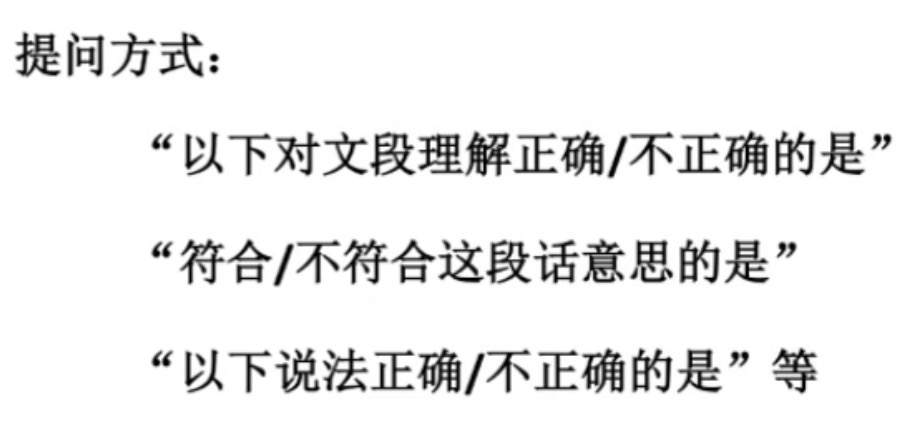 提问方式：
“以下对文段理解正确/不正确的是”
“符合/不符合这段话意思的是”
“以下说法正确/不正确的是”等